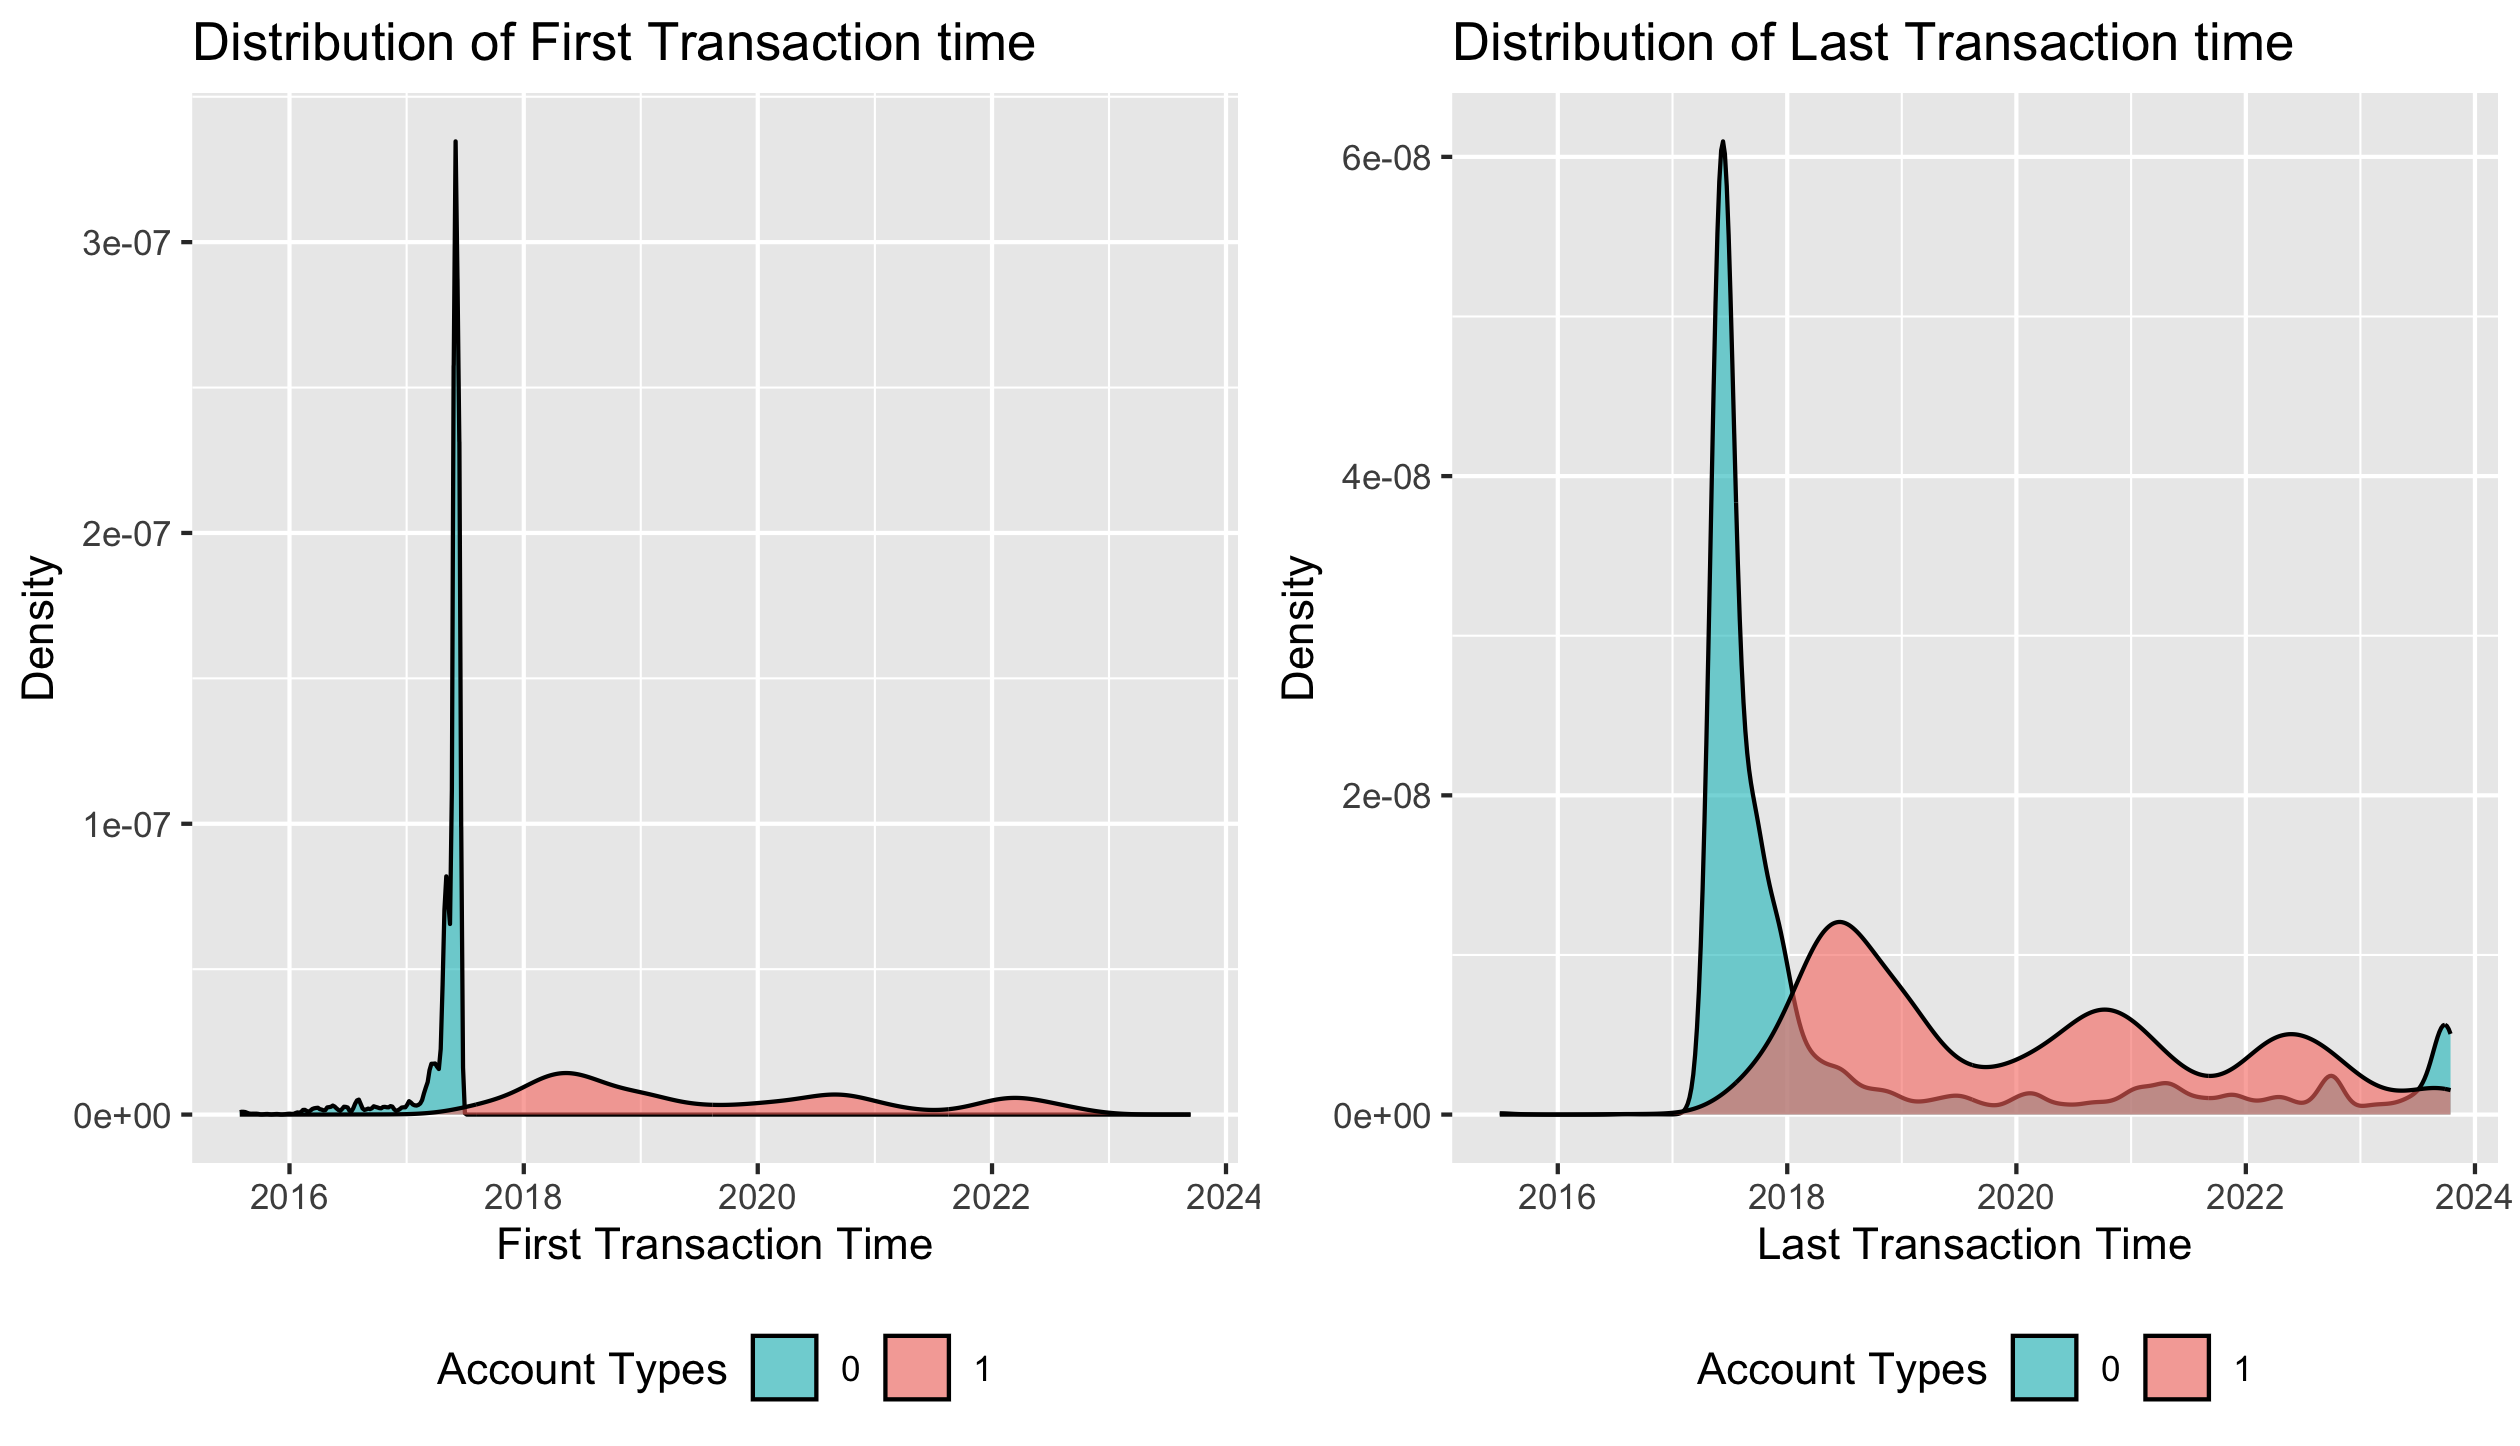 Distribution of First Transaction time
3e-07
2e-07
1e-07
0e+00
Density
2016 2018 2020 2022 2024
First Transaction Time
Account Types 0 1
Distribution of Last Transaction time
6e-08
4e-08
2e-08
0e+00
Density
2016 2018 2020 2022 2024
Last Transaction Time
Account Types 0 1